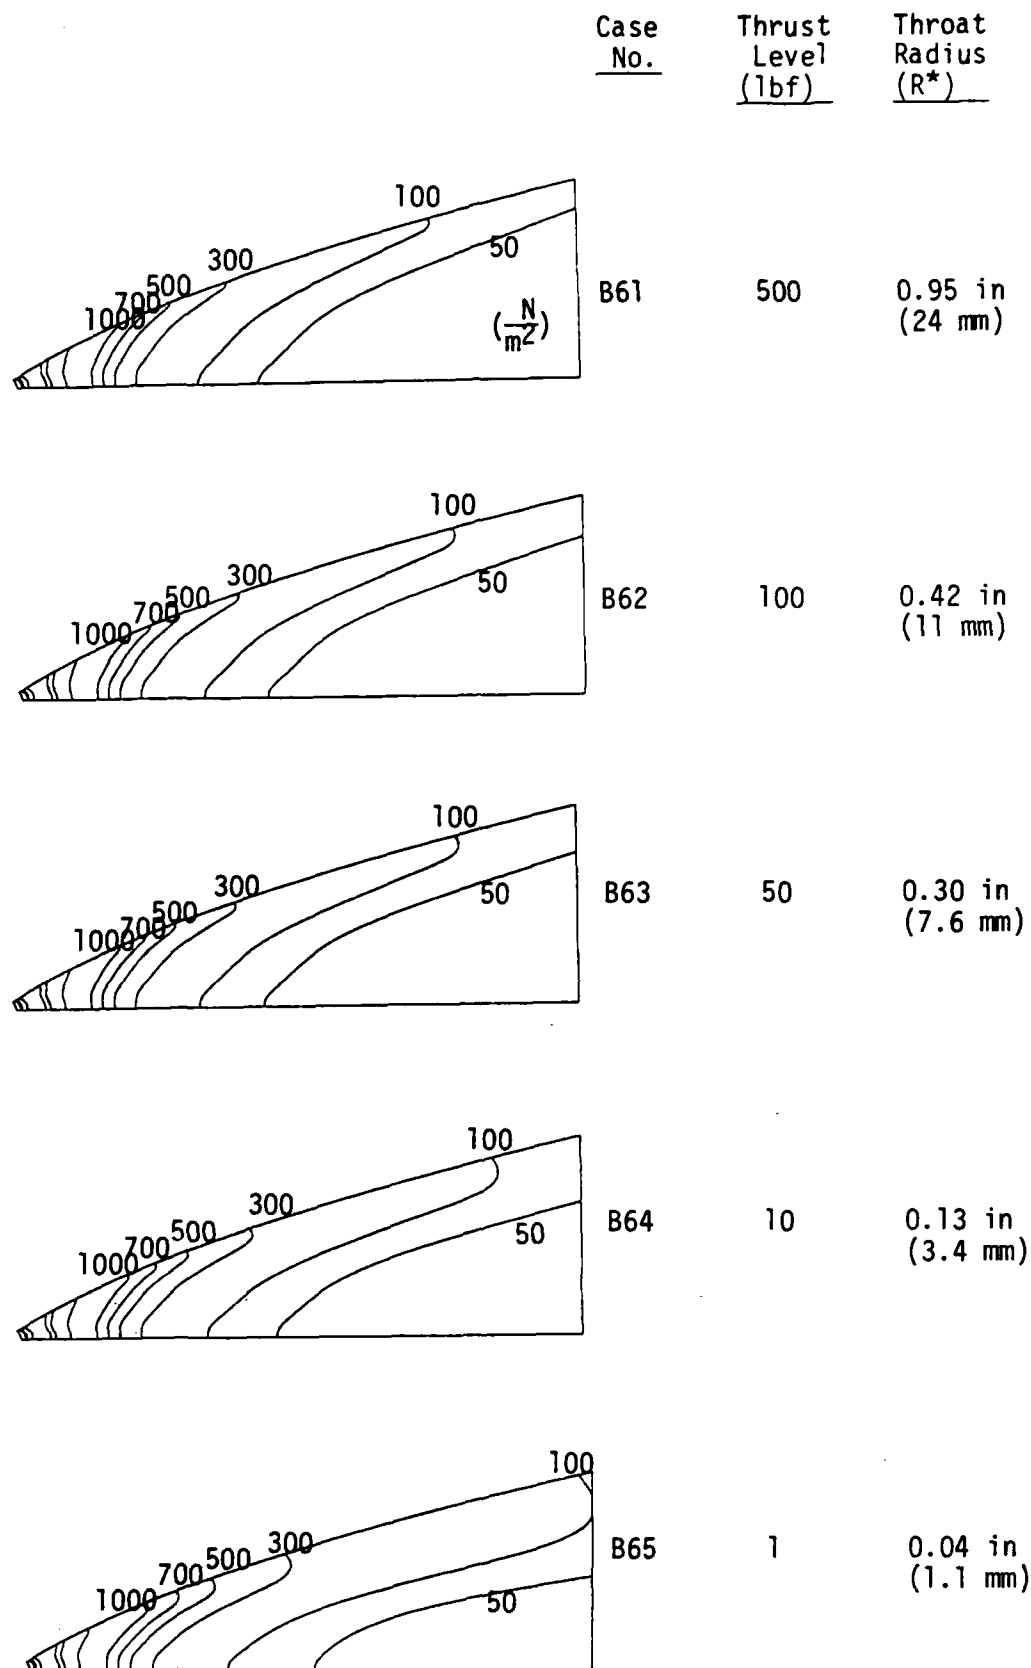 Case No. Thrust Level (lbf) Throat Radius (R*)
100
300
50
500
700
1000
(N/m2)
B61 500 0.95 in
(24 mm)
100
300
500
50
700
1000
B62 100 0.42 in
(11 mm)
100
300
50
500
700
1000
B63 50 0.30 in
(7.6 mm)
100
300
500
50
700
1000
B64 10 0.13 in
(3.4 mm)
100
300
500
700
1000
50
B65 1 0.04 in
(1.1 mm)